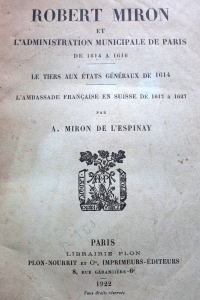 ROBERT MIRON
ET
L'ADMINISTRATION MUNICIPALE DE PARIS
DE 1614 A 1616
LE TIERS AUX ÉTATS GÉNÉRAUX DE 1614
L'AMBASSADE FRANÇAISE EN SUISSE DE 1617 A 1627
PAR
A. MIRON DE L'ESPINAY
PARIS
LIBRAIRIE PLON
PLON-NOURRIT ET Cie, IMPRIMEURS-ÉDITEURS
8, RUE GARANCIÈRE-6e
1922
Tous droits réservés